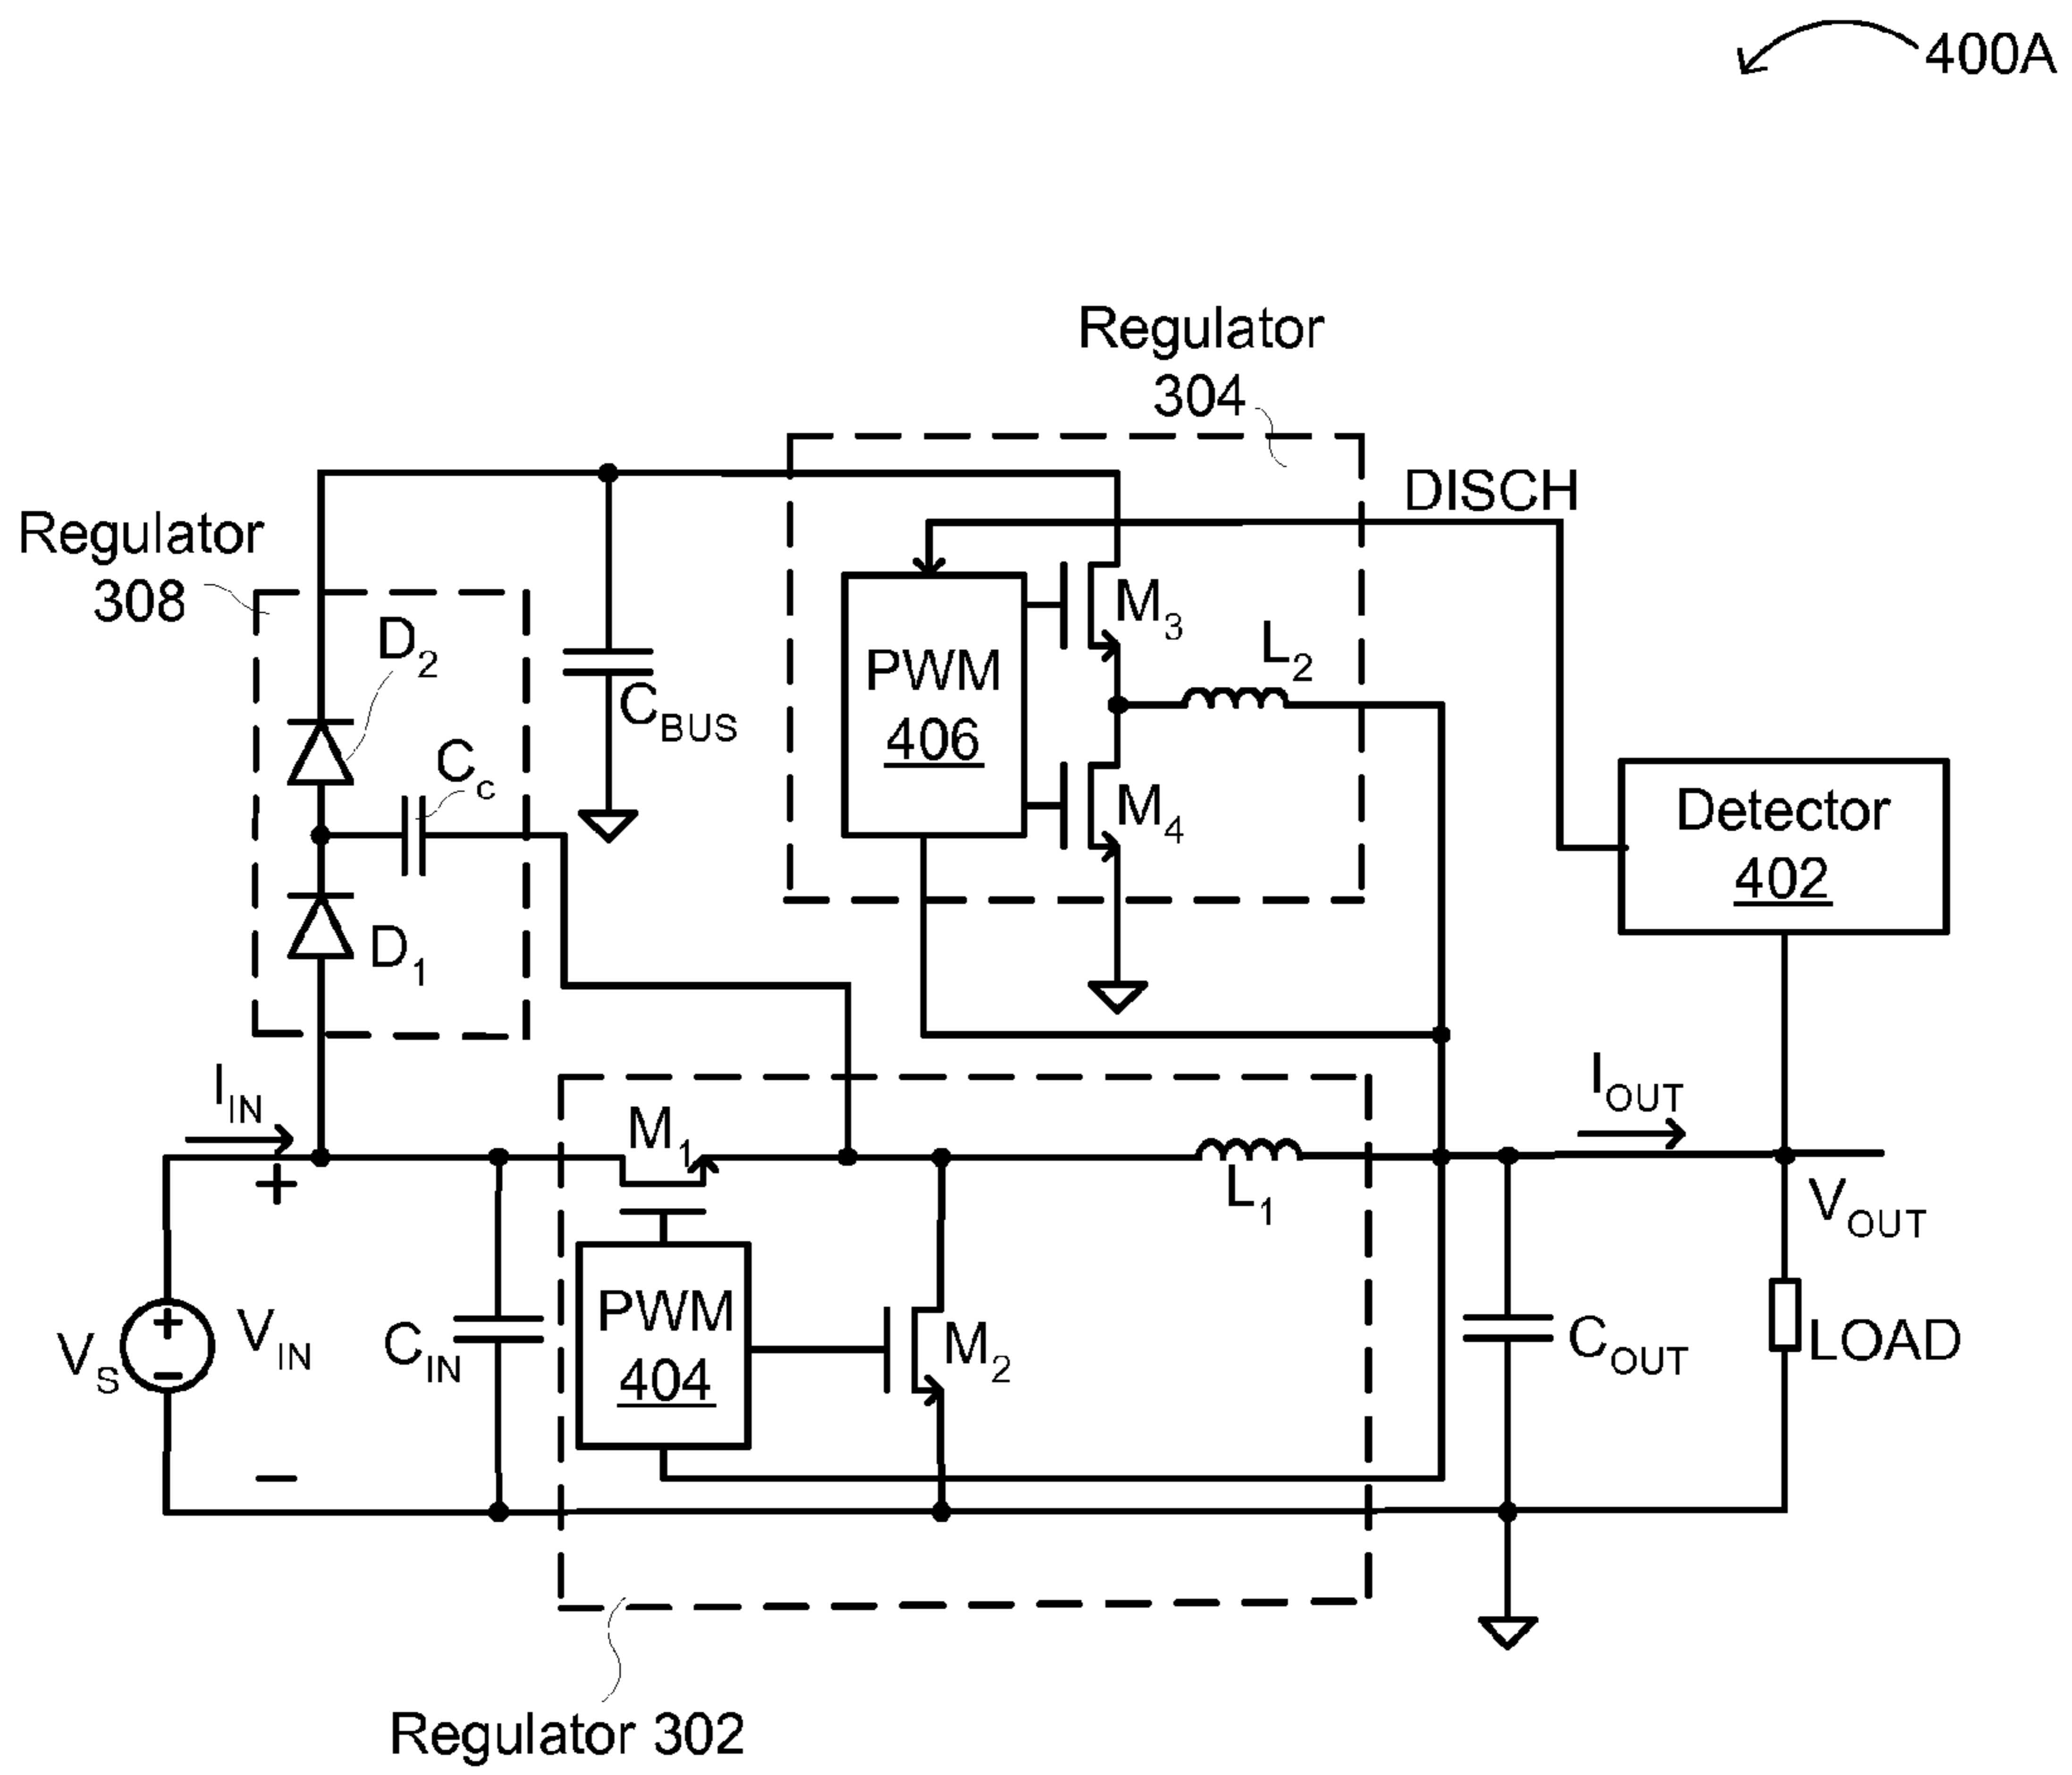 400A
Regulator
304
DISCH
Regulator
308
D2
CBUS
Cc
D1
PWM
406
M3
L2
M4
Detector
402
IIN
M1
IOUT
+
L1
VOUT
VS
+
−
VIN
CIN
PWM
404
M2
COUT
LOAD
−
Regulator 302